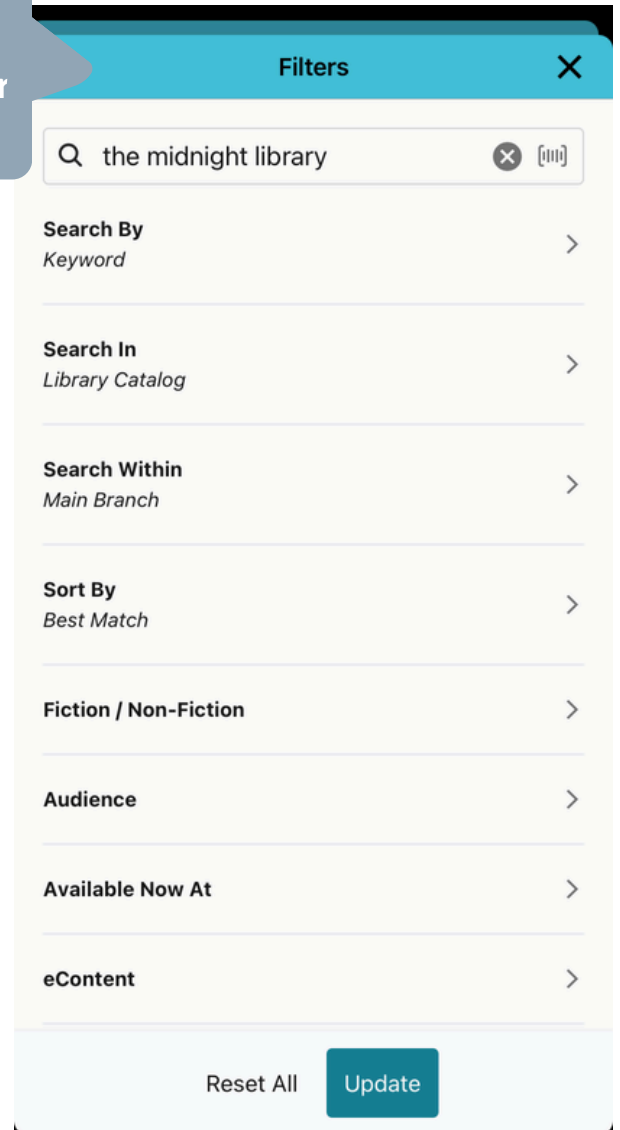 r
Filters
the midnight library
Search By
Keyword
Search In
Library Catalog
Search Within
Main Branch
Sort By
Best Match
Fiction / Non-Fiction
Audience
Available Now At
eContent
Reset All
Update